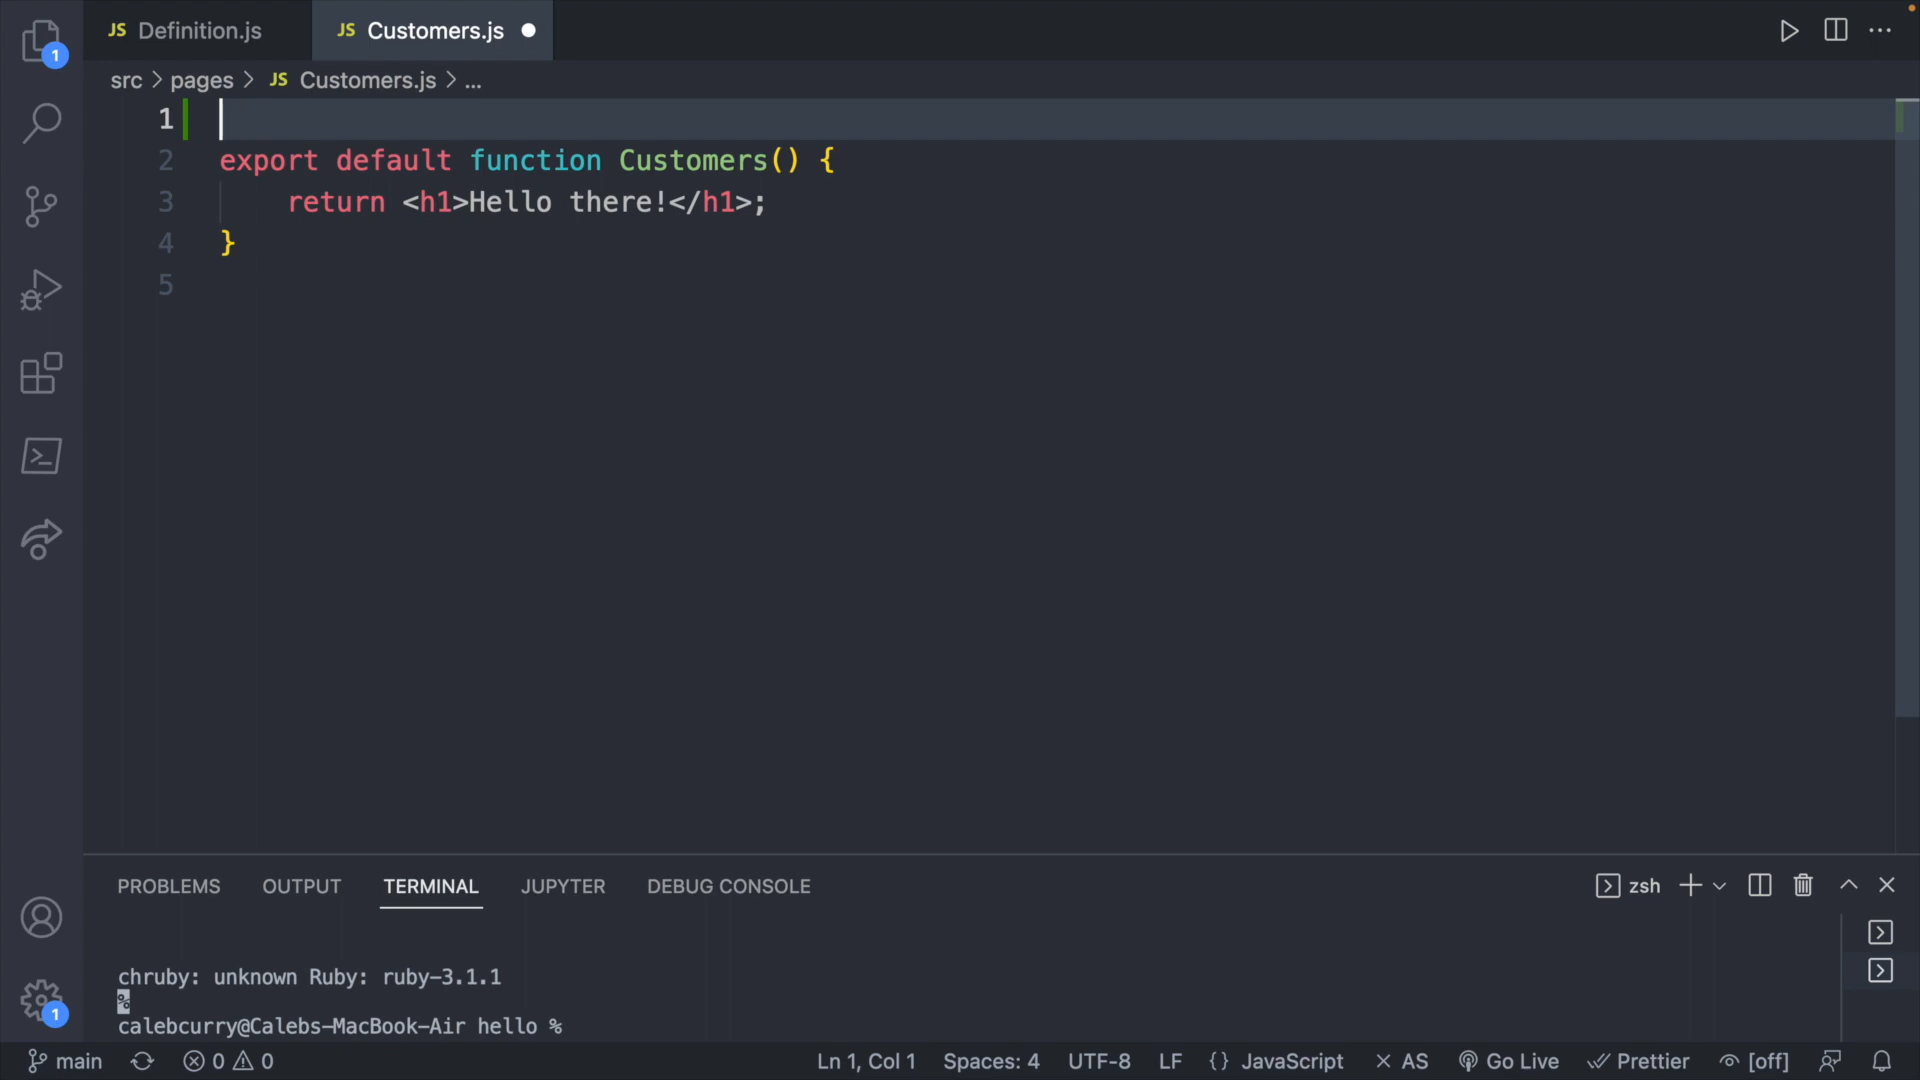 1
JS Definition.js JS Customers.js
src > pages > JS Customers.js > ...
1
2 export default function Customers() {
3 return <h1>Hello there!</h1>;
4 }
5
PROBLEMS OUTPUT TERMINAL JUPYTER DEBUG CONSOLE zsh
chruby: unknown Ruby: ruby-3.1.1
%
calebcurry@Calebs-MacBook-Air hello %
1
main 0 0 Ln 1, Col 1 Spaces: 4 UTF-8 LF {} JavaScript × AS Go Live Prettier [off]